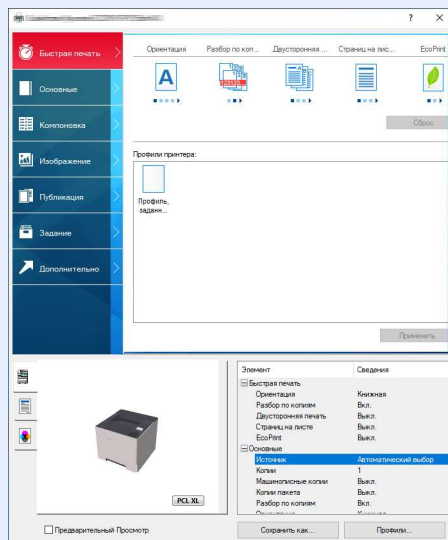 ? ×
Быстрая печать
Основные
Компоновка
Изображение
Публикация
Задание
Дополнительно
Ориентация Разбор по коп... Двусторонняя ... Страниц на лис... EcoPrint
A
123123
Сброс
Профили принтера:
Профиль,
заданн...
Применить
Элемент Сведения
Быстрая печать
Ориентация Книжная
Разбор по копиям Вкл.
Двусторонняя печать Выкл.
Страниц на листе Выкл.
EcoPrint Выкл.
Основные
Источник Автоматический выбор
Копии 1
Машинописные копии Выкл.
Копии пакета Выкл.
Разбор по копиям Вкл.
PCL XL
Предварительный Просмотр
Сохранить как...
Профили...